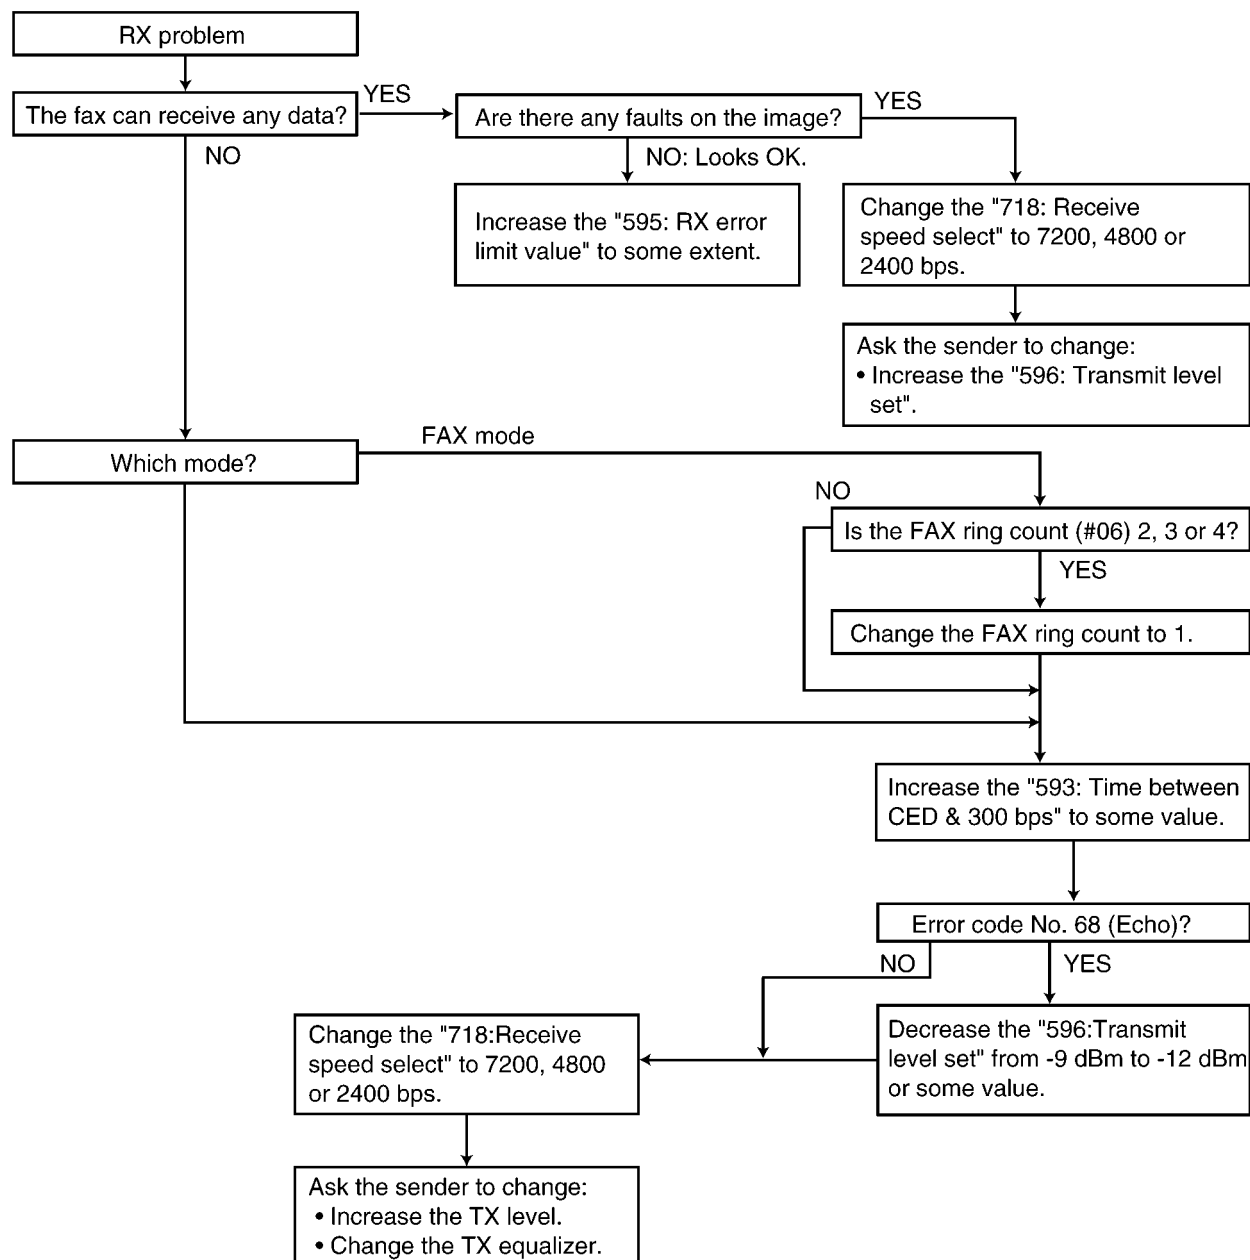 RX problem
The fax can receive any data?
YES
Are there any faults on the image?
YES
NO
NO: Looks OK.
Increase the "595: RX error
limit value" to some extent.
Change the "718: Receive
speed select" to 7200, 4800 or
2400 bps.
Ask the sender to change:
• Increase the "596: Transmit level
set".
Which mode?
FAX mode
NO
Is the FAX ring count (#06) 2, 3 or 4?
YES
Change the FAX ring count to 1.
Increase the "593: Time between
CED & 300 bps" to some value.
Error code No. 68 (Echo)?
NO
YES
Decrease the "596:Transmit
level set" from -9 dBm to -12 dBm
or some value.
Change the "718:Receive
speed select" to 7200, 4800
or 2400 bps.
Ask the sender to change:
• Increase the TX level.
• Change the TX equalizer.